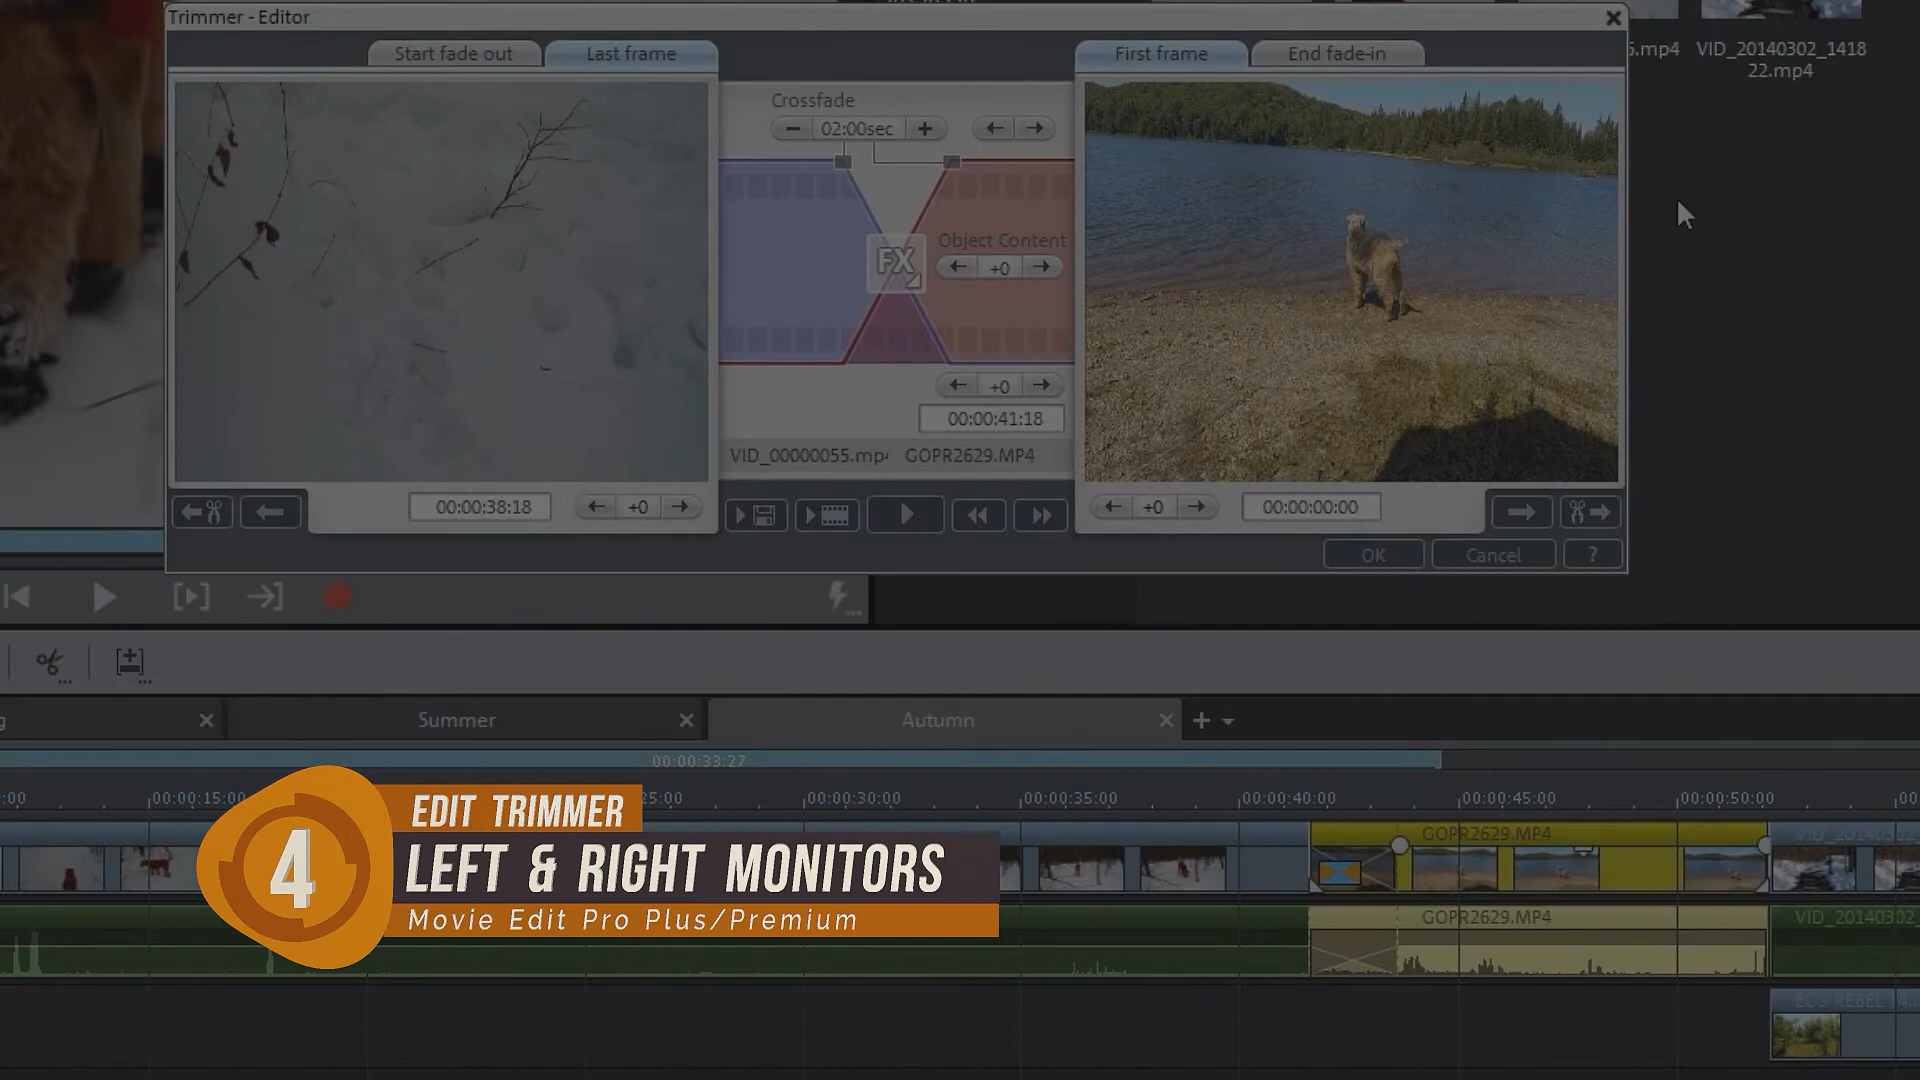 Trimmer - Editor
Start fade out
Last frame
First frame
End fade-in
.mp4
VID_20140302_1418
22.mp4
Crossfade
02:00sec
FX
Object Content
+0
+0
00:00:41:18
VID_00000055.mp4
GOPR2629.MP4
00:00:38:18
+0
+0
00:00:00:00
OK
Cancel
?
Summer
Autumn
00:00:33:27
00:00:15:00
25:00
00:00:30:00
00:00:35:00
00:00:40:00
00:00:45:00
00:00:50:00
GOPR2629.MP4
GOPR2629.MP4
VID_20140302
4
EDIT TRIMMER
LEFT & RIGHT MONITORS
Movie Edit Pro Plus/Premium